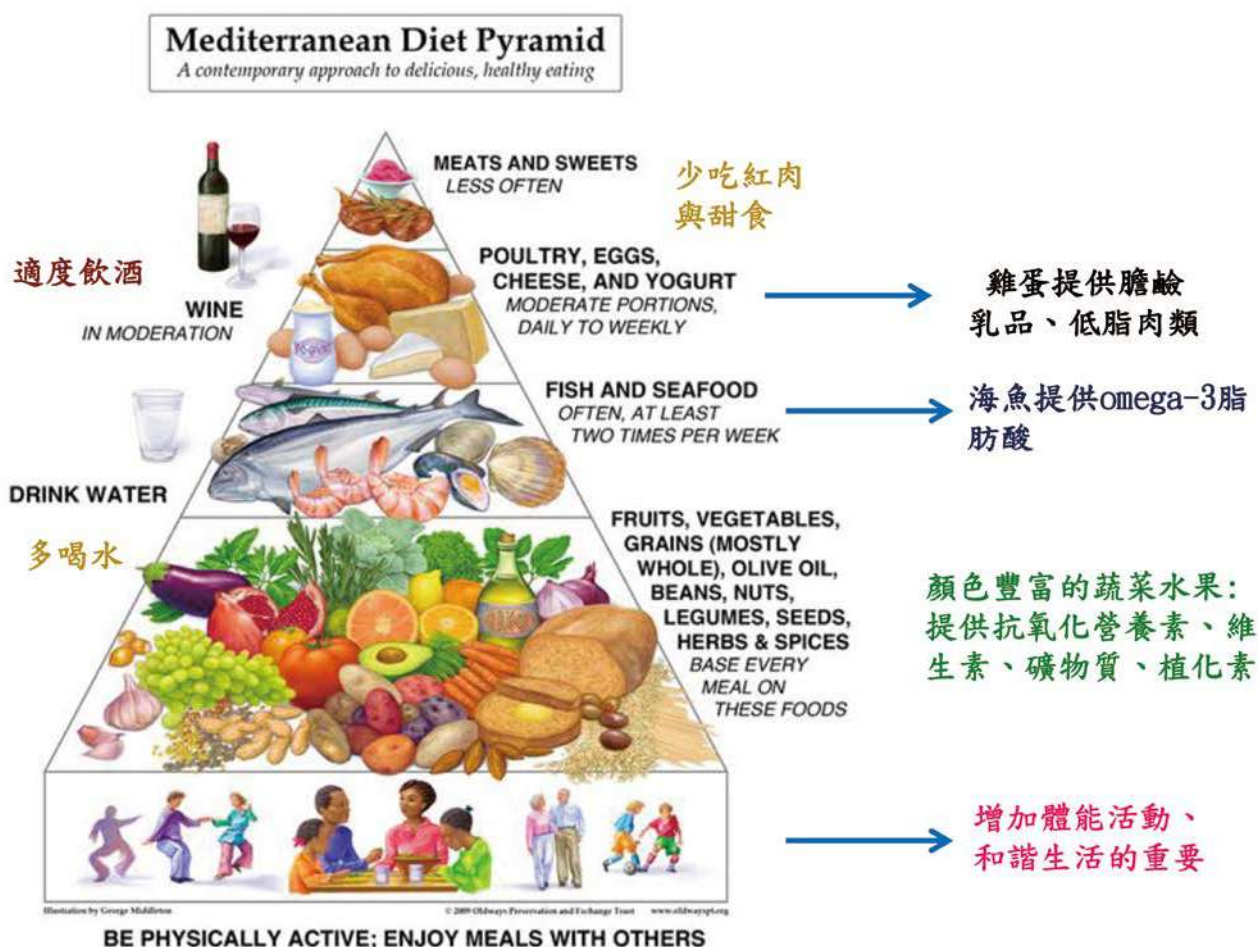 Mediterranean Diet Pyramid
A contemporary approach to delicious, healthy eating
MEATS AND SWEETS
LESS OFTEN
少吃紅肉
與甜食
適度飲酒
WINE
IN MODERATION
POULTRY, EGGS,
CHEESE, AND YOGURT
MODERATE PORTIONS,
DAILY TO WEEKLY
雞蛋提供膽鹼
乳品、低脂肉類
Yogurt
FISH AND SEAFOOD
OFTEN, AT LEAST
TWO TIMES PER WEEK
海魚提供omega-3脂
肪酸
DRINK WATER
多喝水
FRUITS, VEGETABLES,
GRAINS (MOSTLY
WHOLE), OLIVE OIL,
BEANS, NUTS,
LEGUMES, SEEDS,
HERBS & SPICES
BASE EVERY
MEAL ON
THESE FOODS
顏色豐富的蔬菜水果:
提供抗氧化營養素、維
生素、礦物質、植化素
增加體能活動、
和諧生活的重要
Illustration by George Middleton
© 2009 Oldways Preservation and Exchange Trust www.oldwayspt.org
BE PHYSICALLY ACTIVE; ENJOY MEALS WITH OTHERS